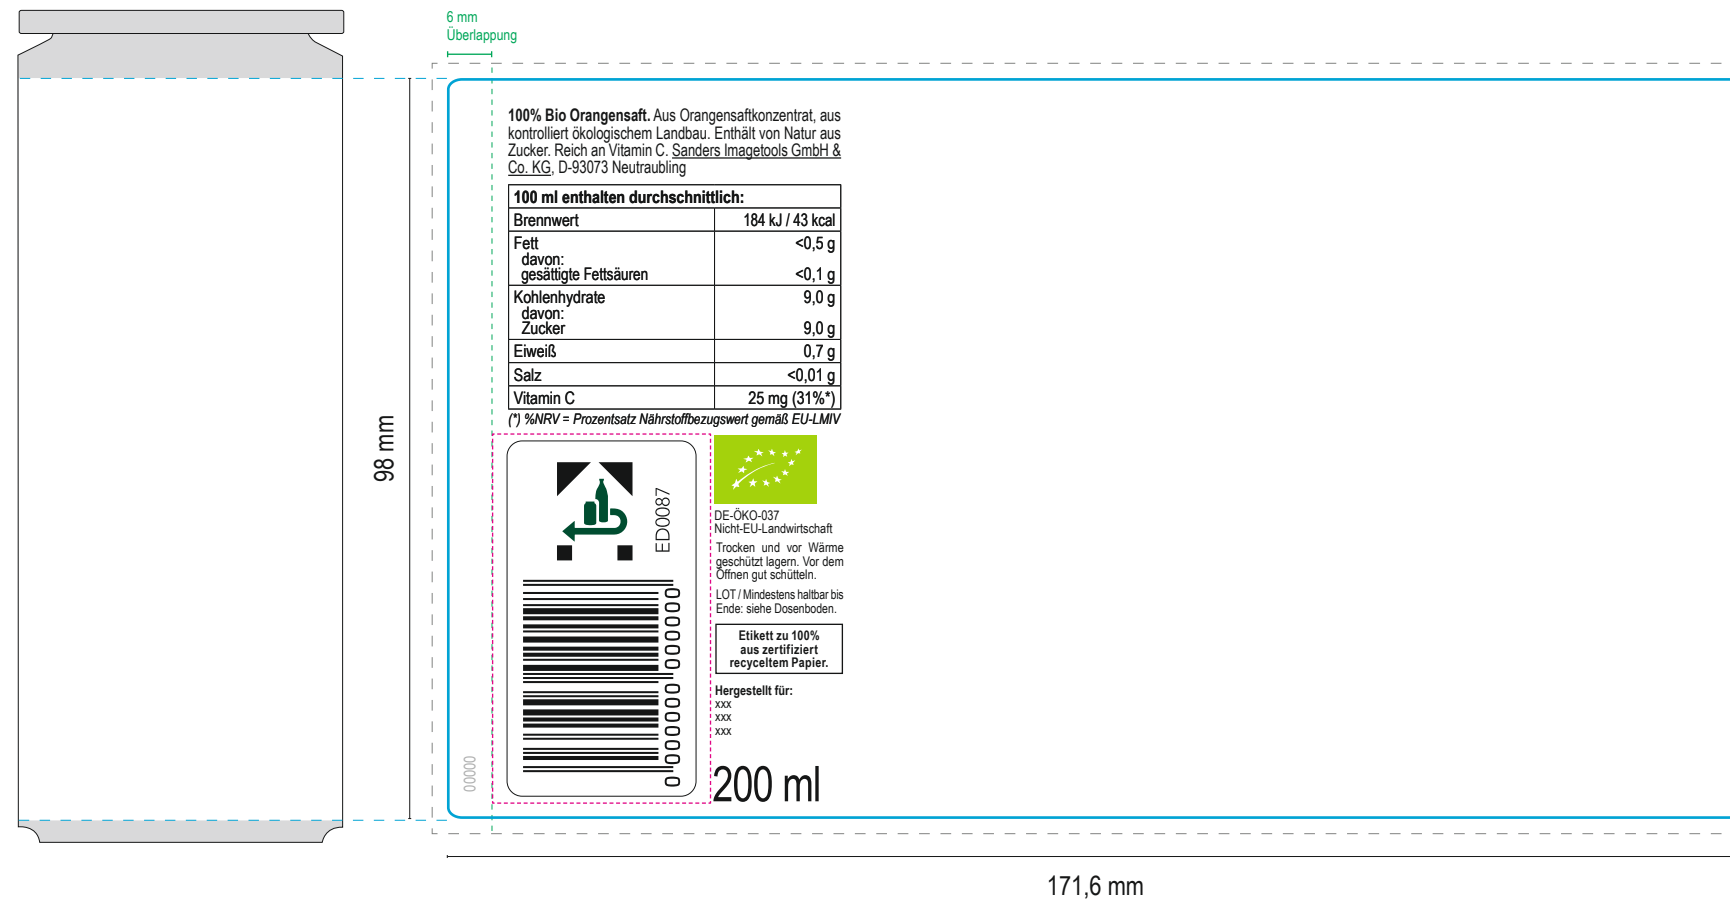 6 mm
Überlappung
100% Bio Orangensaft. Aus Orangensaftkonzentrat, aus
kontrolliert ökologischem Landbau. Enthält von Natur aus
Zucker. Reich an Vitamin C. Sanders Imagetools GmbH &
Co. KG, D-93073 Neutraubling
100 ml enthalten durchschnittlich:
Brennwert 184 kJ / 43 kcal
Fett <0,5 g
davon:
gesättigte Fettsäuren <0,1 g
Kohlenhydrate 9,0 g
davon:
Zucker 9,0 g
Eiweiß 0,7 g
Salz <0,01 g
Vitamin C 25 mg (31%*)
(*) %NRV = Prozentsatz Nährstoffbezugswert gemäß EU-LMIV
98 mm
ED0087
0 000000 000000
00000
DE-ÖKO-037
Nicht-EU-Landwirtschaft
Trocken und vor Wärme
geschützt lagern. Vor dem
Öffnen gut schütteln.
LOT / Mindestens haltbar bis
Ende: siehe Dosenboden.
Etikett zu 100%
aus zertifiziert
recyceltem Papier.
Hergestellt für:
xxx
xxx
xxx
200 ml
171,6 mm